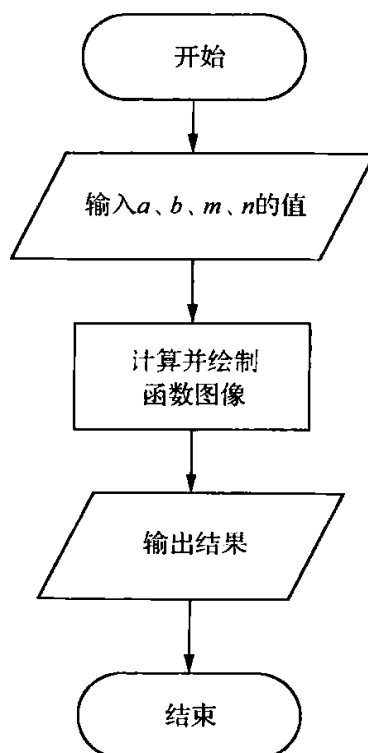 开始
输入a、b、m、n的值
计算并绘制
函数图像
输出结果
结束